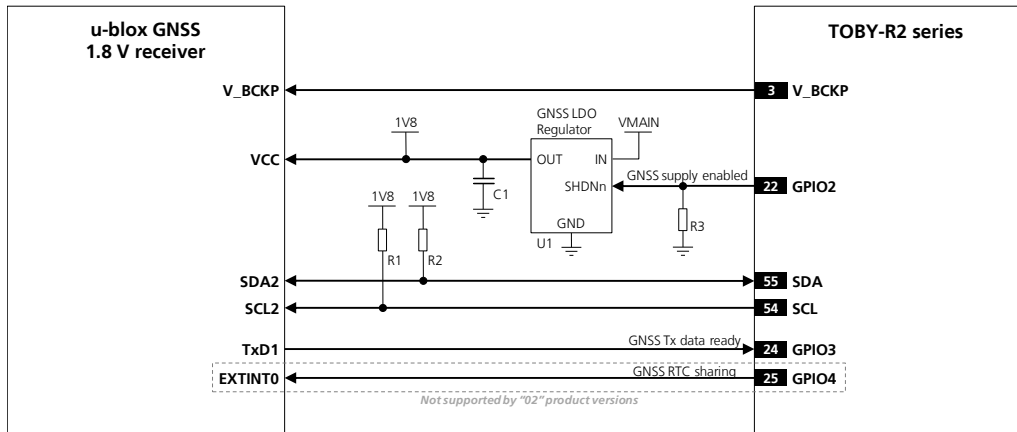 u-blox GNSS
1.8 V receiver
TOBY-R2 series
V_BCKP
3
V_BCKP
GNSS LDO
Regulator
VMAIN
1V8
VCC
OUT
IN
GNSS supply enabled
22
GPIO2
C1
SHDNn
1V8
1V8
GND
R3
U1
R1
R2
SDA2
55
SDA
SCL2
54
SCL
TxD1
GNSS Tx data ready
24
GPIO3
EXTINT0
GNSS RTC sharing
25
GPIO4
Not supported by "02" product versions